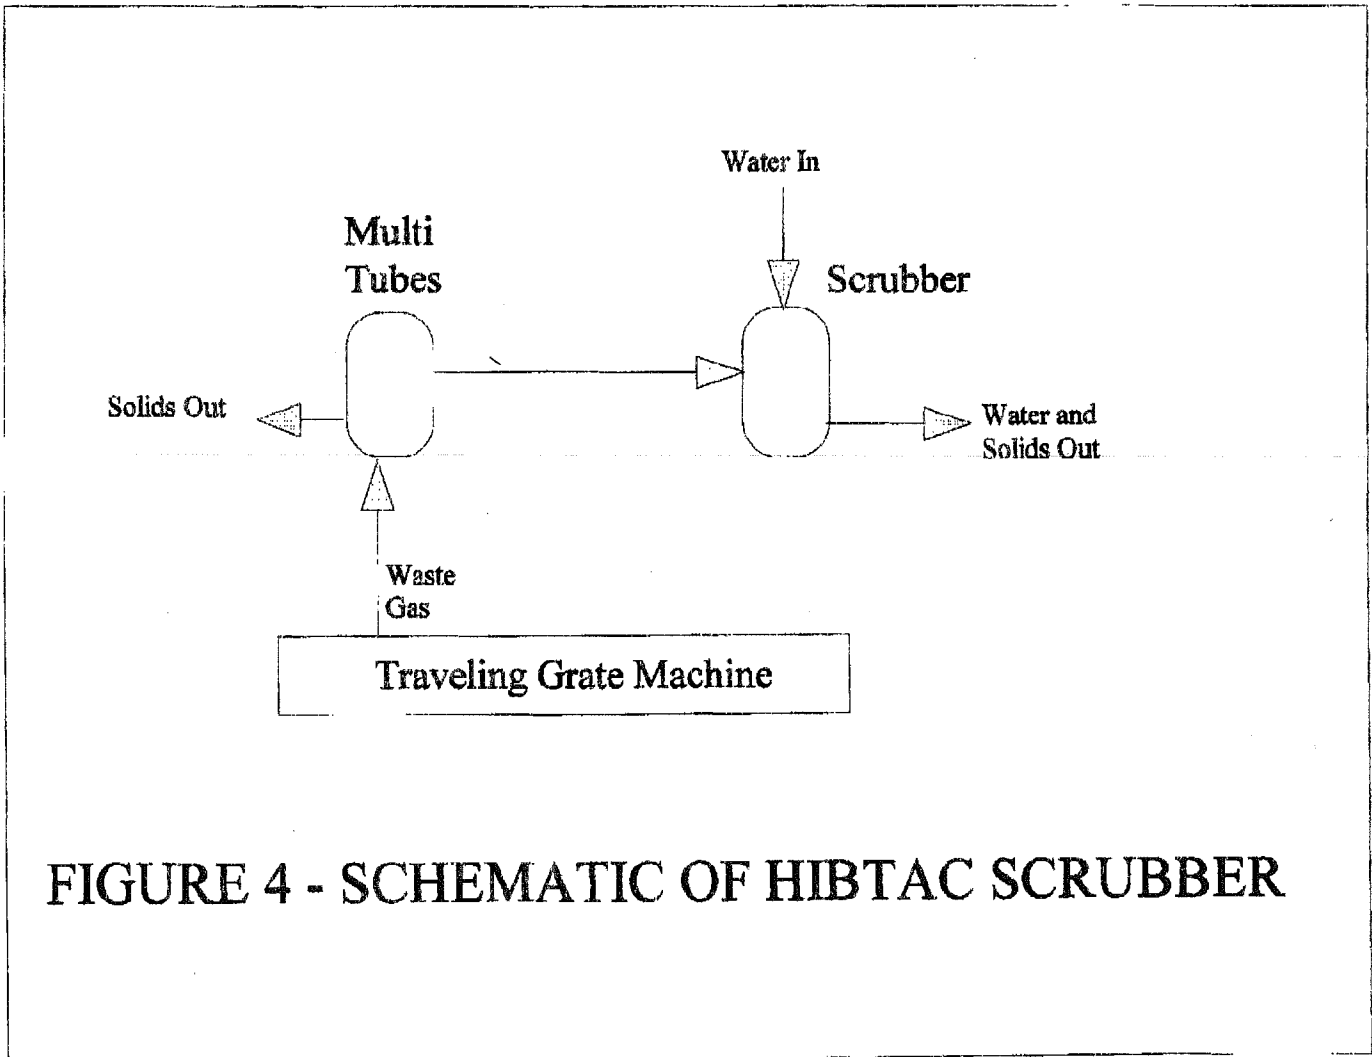 Water In
Multi
Tubes
Scrubber
Solids Out
Water and
Solids Out
Waste
Gas
Traveling Grate Machine
FIGURE 4 - SCHEMATIC OF HIBTAC SCRUBBER